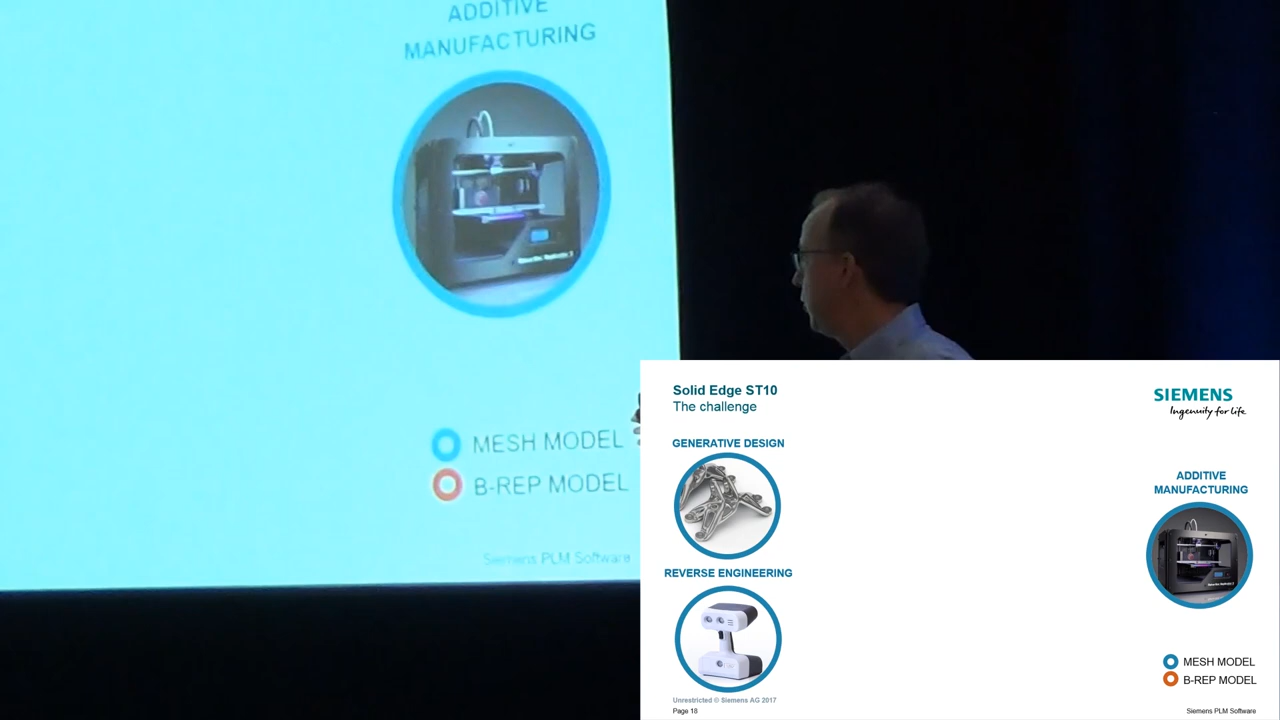 ADDITIVE
MANUFACTURING
MESH MODEL
B-REP MODEL
Siemens PLM Software
Solid Edge ST10
The challenge
SIEMENS
Ingenuity for life
GENERATIVE DESIGN
ADDITIVE
MANUFACTURING
REVERSE ENGINEERING
MESH MODEL
B-REP MODEL
Unrestricted © Siemens AG 2017
Page 18
Siemens PLM Software